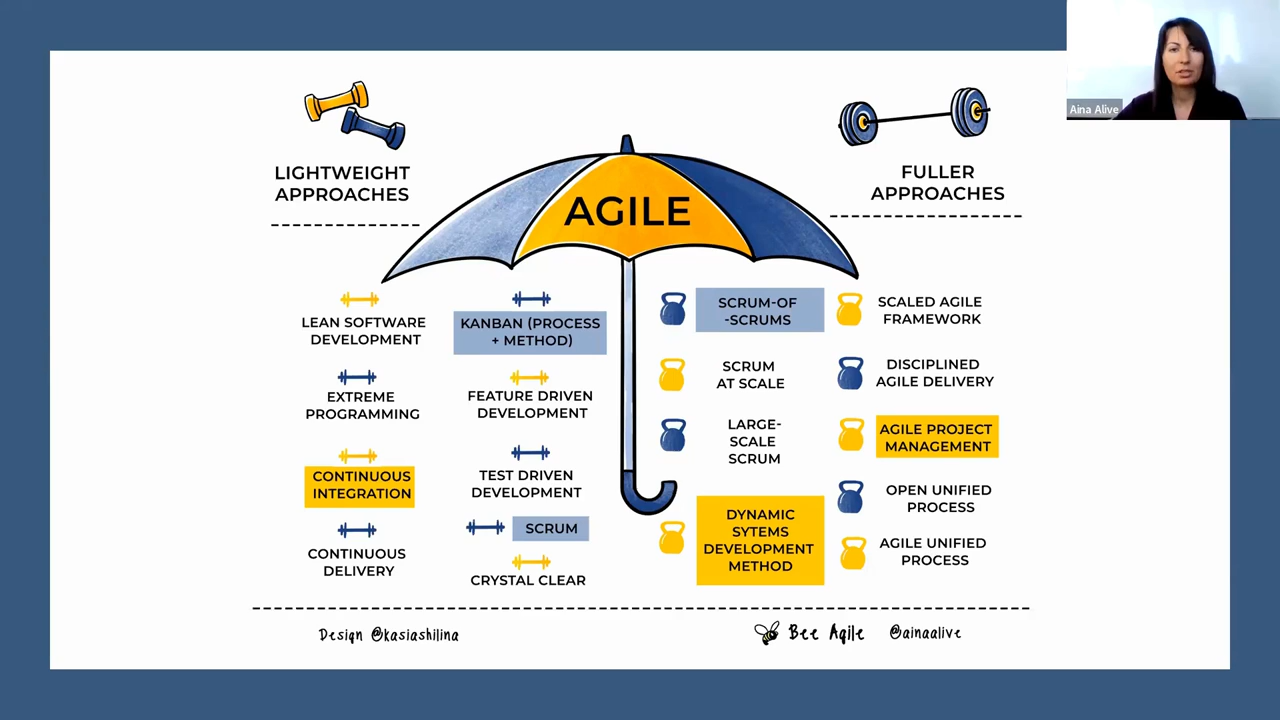 Aina Alive
LIGHTWEIGHT
APPROACHES
AGILE
FULLER
APPROACHES
LEAN SOFTWARE
DEVELOPMENT
EXTREME
PROGRAMMING
CONTINUOUS
INTEGRATION
CONTINUOUS
DELIVERY
KANBAN (PROCESS
+ METHOD)
FEATURE DRIVEN
DEVELOPMENT
TEST DRIVEN
DEVELOPMENT
SCRUM
CRYSTAL CLEAR
SCRUM-OF
-SCRUMS
SCRUM
AT SCALE
LARGE-
SCALE
SCRUM
DYNAMIC
SYTEMS
DEVELOPMENT
METHOD
SCALED AGILE
FRAMEWORK
DISCIPLINED
AGILE DELIVERY
AGILE PROJECT
MANAGEMENT
OPEN UNIFIED
PROCESS
AGILE UNIFIED
PROCESS
Design @kasiashilina
Bee Agile @ainaalive